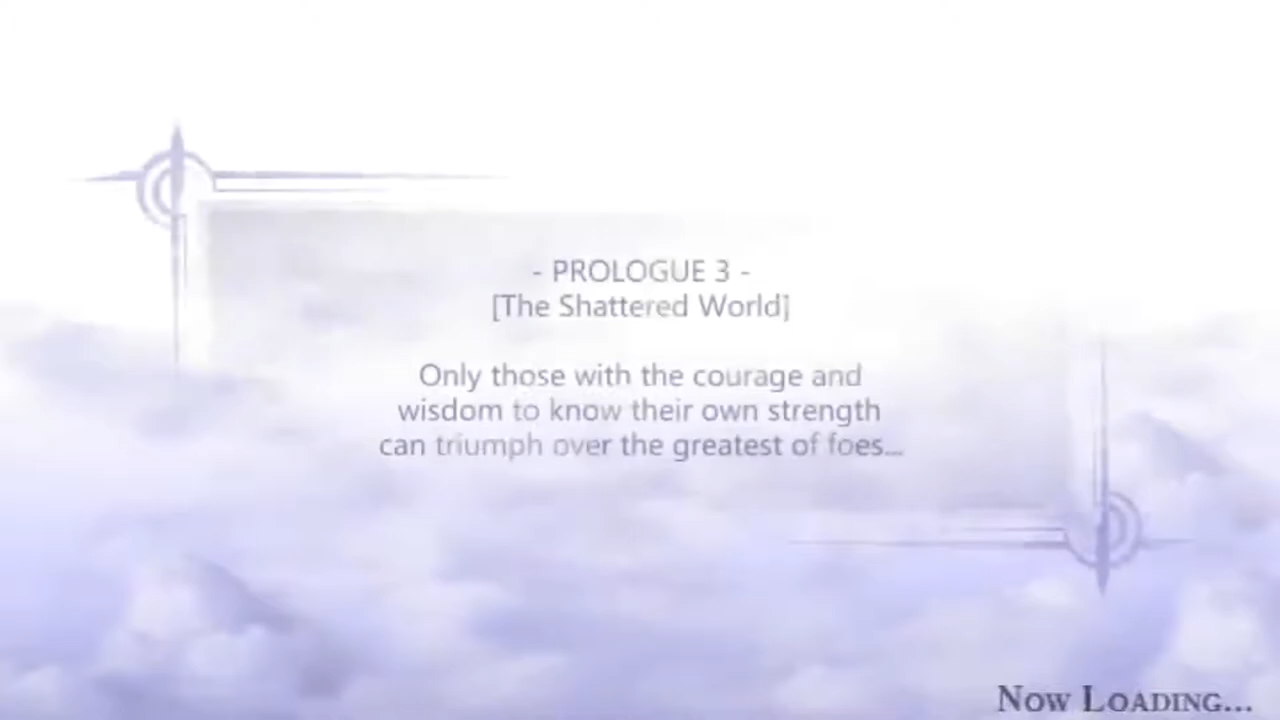 - PROLOGUE 3 -
[The Shattered World]
Only those with the courage and
wisdom to know their own strength
can triumph over the greatest of foes...
Now Loading...